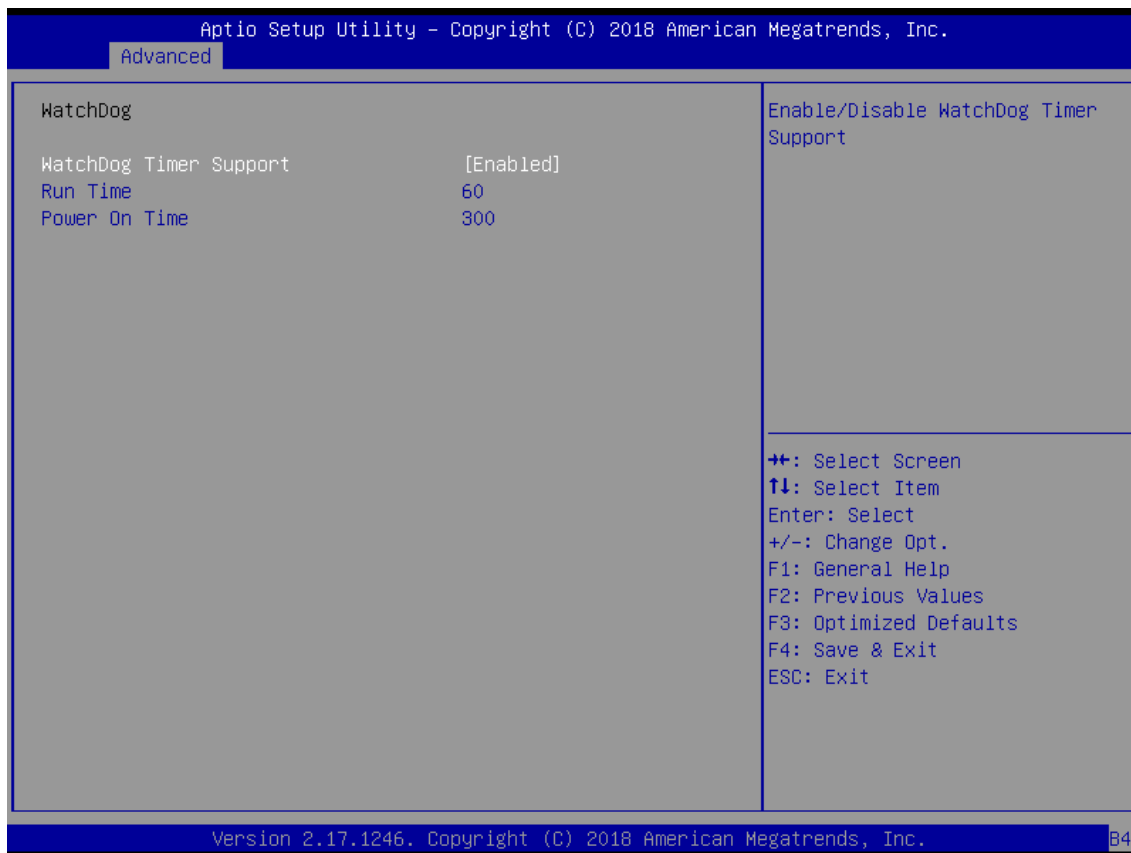 Aptio Setup Utility – Copyright (C) 2018 American Megatrends, Inc.
Advanced
WatchDog
WatchDog Timer Support [Enabled]
Run Time 60
Power On Time 300
Enable/Disable WatchDog Timer
Support
→←: Select Screen
↑↓: Select Item
Enter: Select
+/-: Change Opt.
F1: General Help
F2: Previous Values
F3: Optimized Defaults
F4: Save & Exit
ESC: Exit
Version 2.17.1246. Copyright (C) 2018 American Megatrends, Inc.
B4